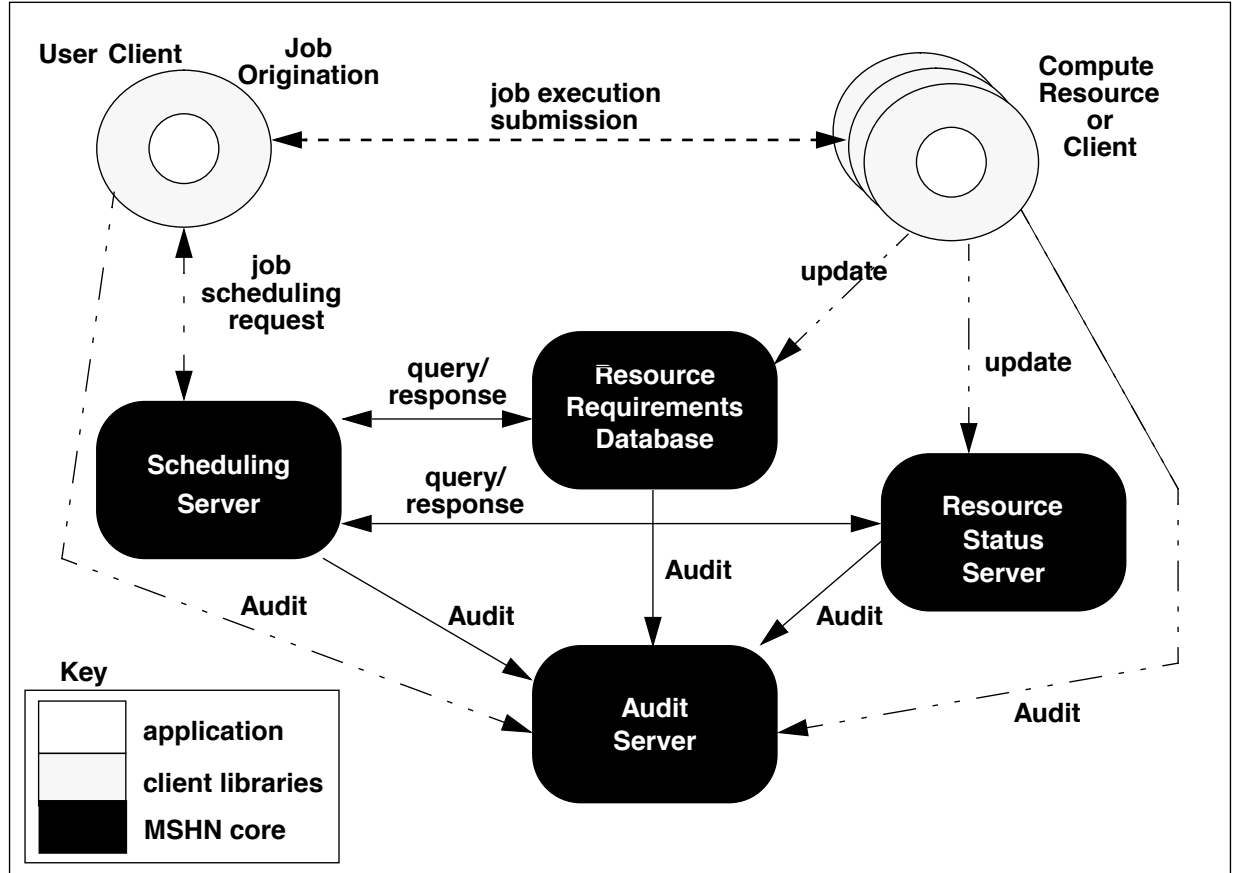 User Client
Job
Origination
job execution
submission
Compute
Resource
or
Client
job
scheduling
request
update
update
query/
response
Resource
Requirements
Database
Scheduling
Server
query/
response
Resource
Status
Server
Audit
Audit
Audit
Audit
Audit
Audit
Server
Key
application
client libraries
MSHN core